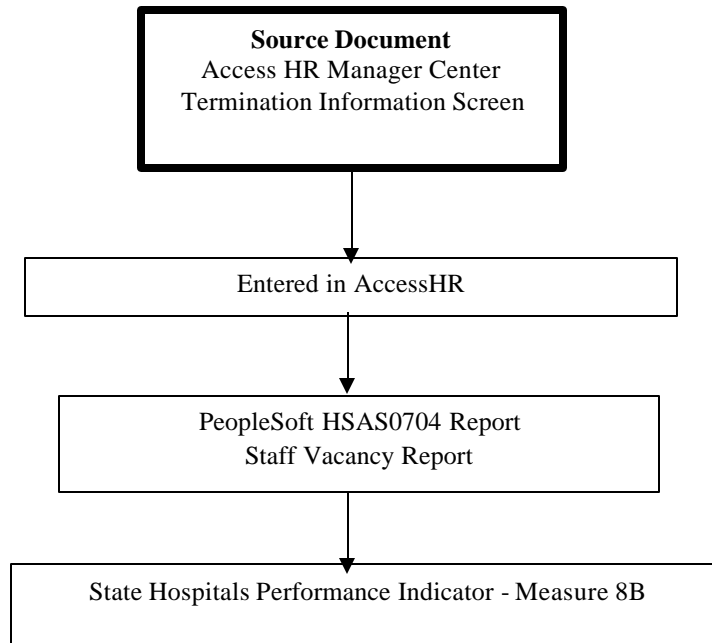 Source Document
Access HR Manager Center
Termination Information Screen
Entered in AccessHR
PeopleSoft HSAS0704 Report
Staff Vacancy Report
State Hospitals Performance Indicator - Measure 8B